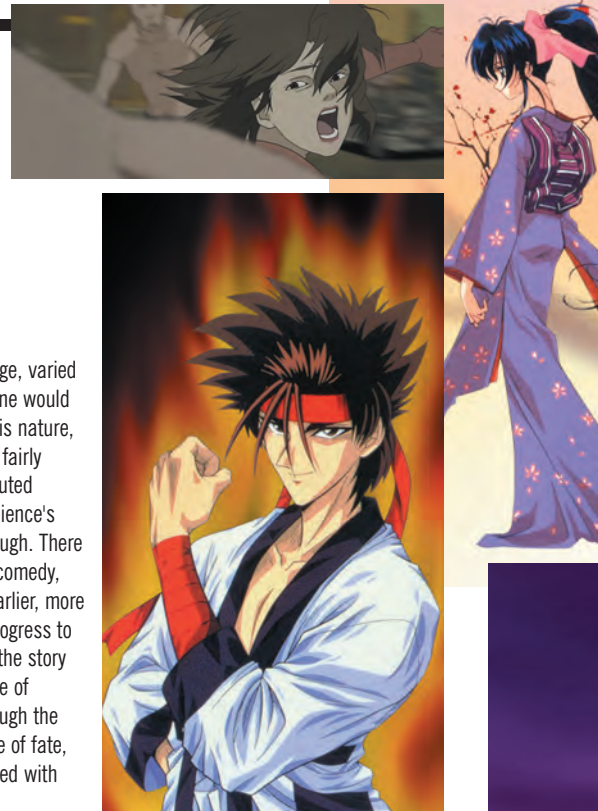 ge, varied
ne would
is nature,
fairly
uted
ience's
ugh. There
comedy,
arlier, more
ogress to
the story
e of
ugh the
e of fate,
ed with